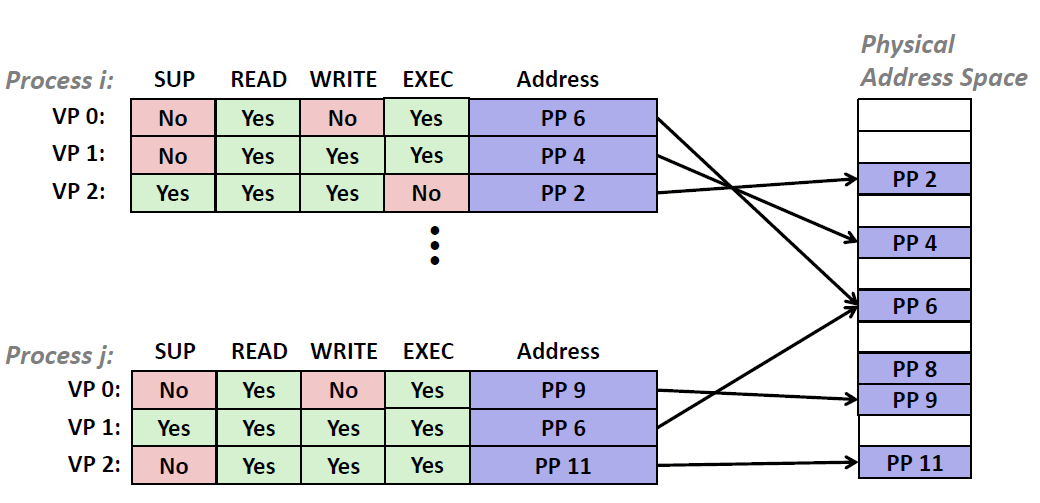 Physical
Address Space
Process i: SUP READ WRITE EXEC Address
VP 0: No Yes No Yes PP 6
VP 1: No Yes Yes Yes PP 4
VP 2: Yes Yes Yes No PP 2
PP 2
PP 4
PP 6
PP 8
PP 9
PP 11
Process j: SUP READ WRITE EXEC Address
VP 0: No Yes No Yes PP 9
VP 1: Yes Yes Yes Yes PP 6
VP 2: No Yes Yes Yes PP 11